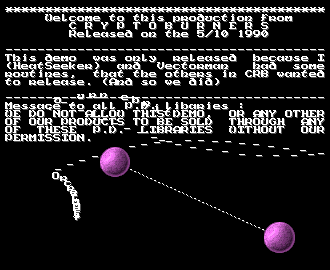 Welcome to this production from
C R Y P T O B U R N E R S
Released on the 5/10 1990
This demo was only released because I
(Heatseeker) and Vectorman had some
routines, that the others in CRB wanted
to release. (And so we did)
Message to all P.D. libraries :
WE DO NOT ALLOW THIS DEMO, OR ANY OTHER
OF OUR PRODUCTS TO BE SOLD THROUGH ANY
OF THESE P.D. LIBRARIES WITHOUT OUR
PERMISSION.